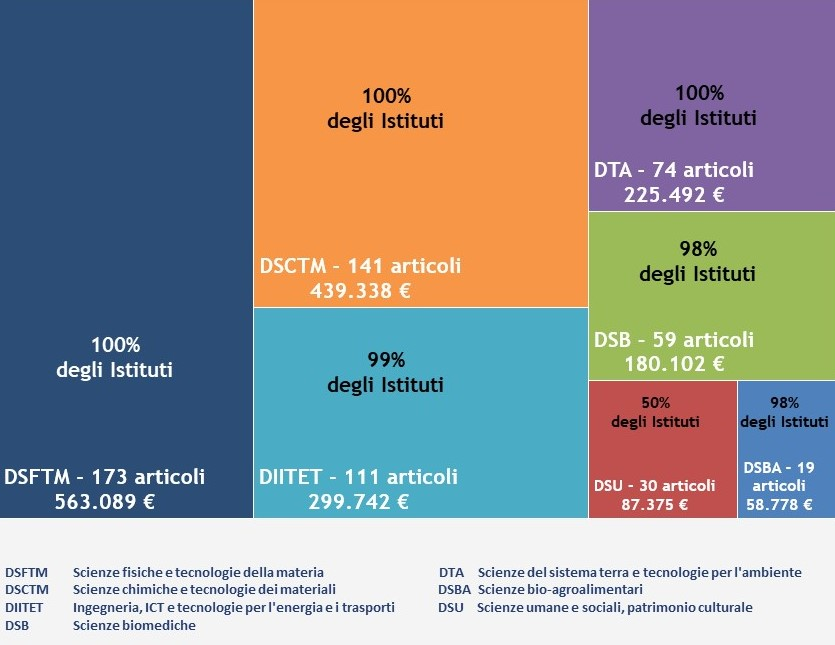 100%
degli Istituti
DSFTM - 173 articoli
563.089 €
100%
degli Istituti
DSCTM - 141 articoli
439.338 €
99%
degli Istituti
DIITET - 111 articoli
299.742 €
100%
degli Istituti
DTA - 74 articoli
225.492 €
98%
degli Istituti
DSB - 59 articoli
180.102 €
50%
degli Istituti
DSU - 30 articoli
87.375 €
98%
degli Istituti
DSBA - 19
articoli
58.778 €
DSFTM Scienze fisiche e tecnologie della materia
DSCTM Scienze chimiche e tecnologie dei materiali
DIITET Ingegneria, ICT e tecnologie per l'energia e i trasporti
DSB Scienze biomediche
DTA Scienze del sistema terra e tecnologie per l'ambiente
DSBA Scienze bio-agroalimentari
DSU Scienze umane e sociali, patrimonio culturale